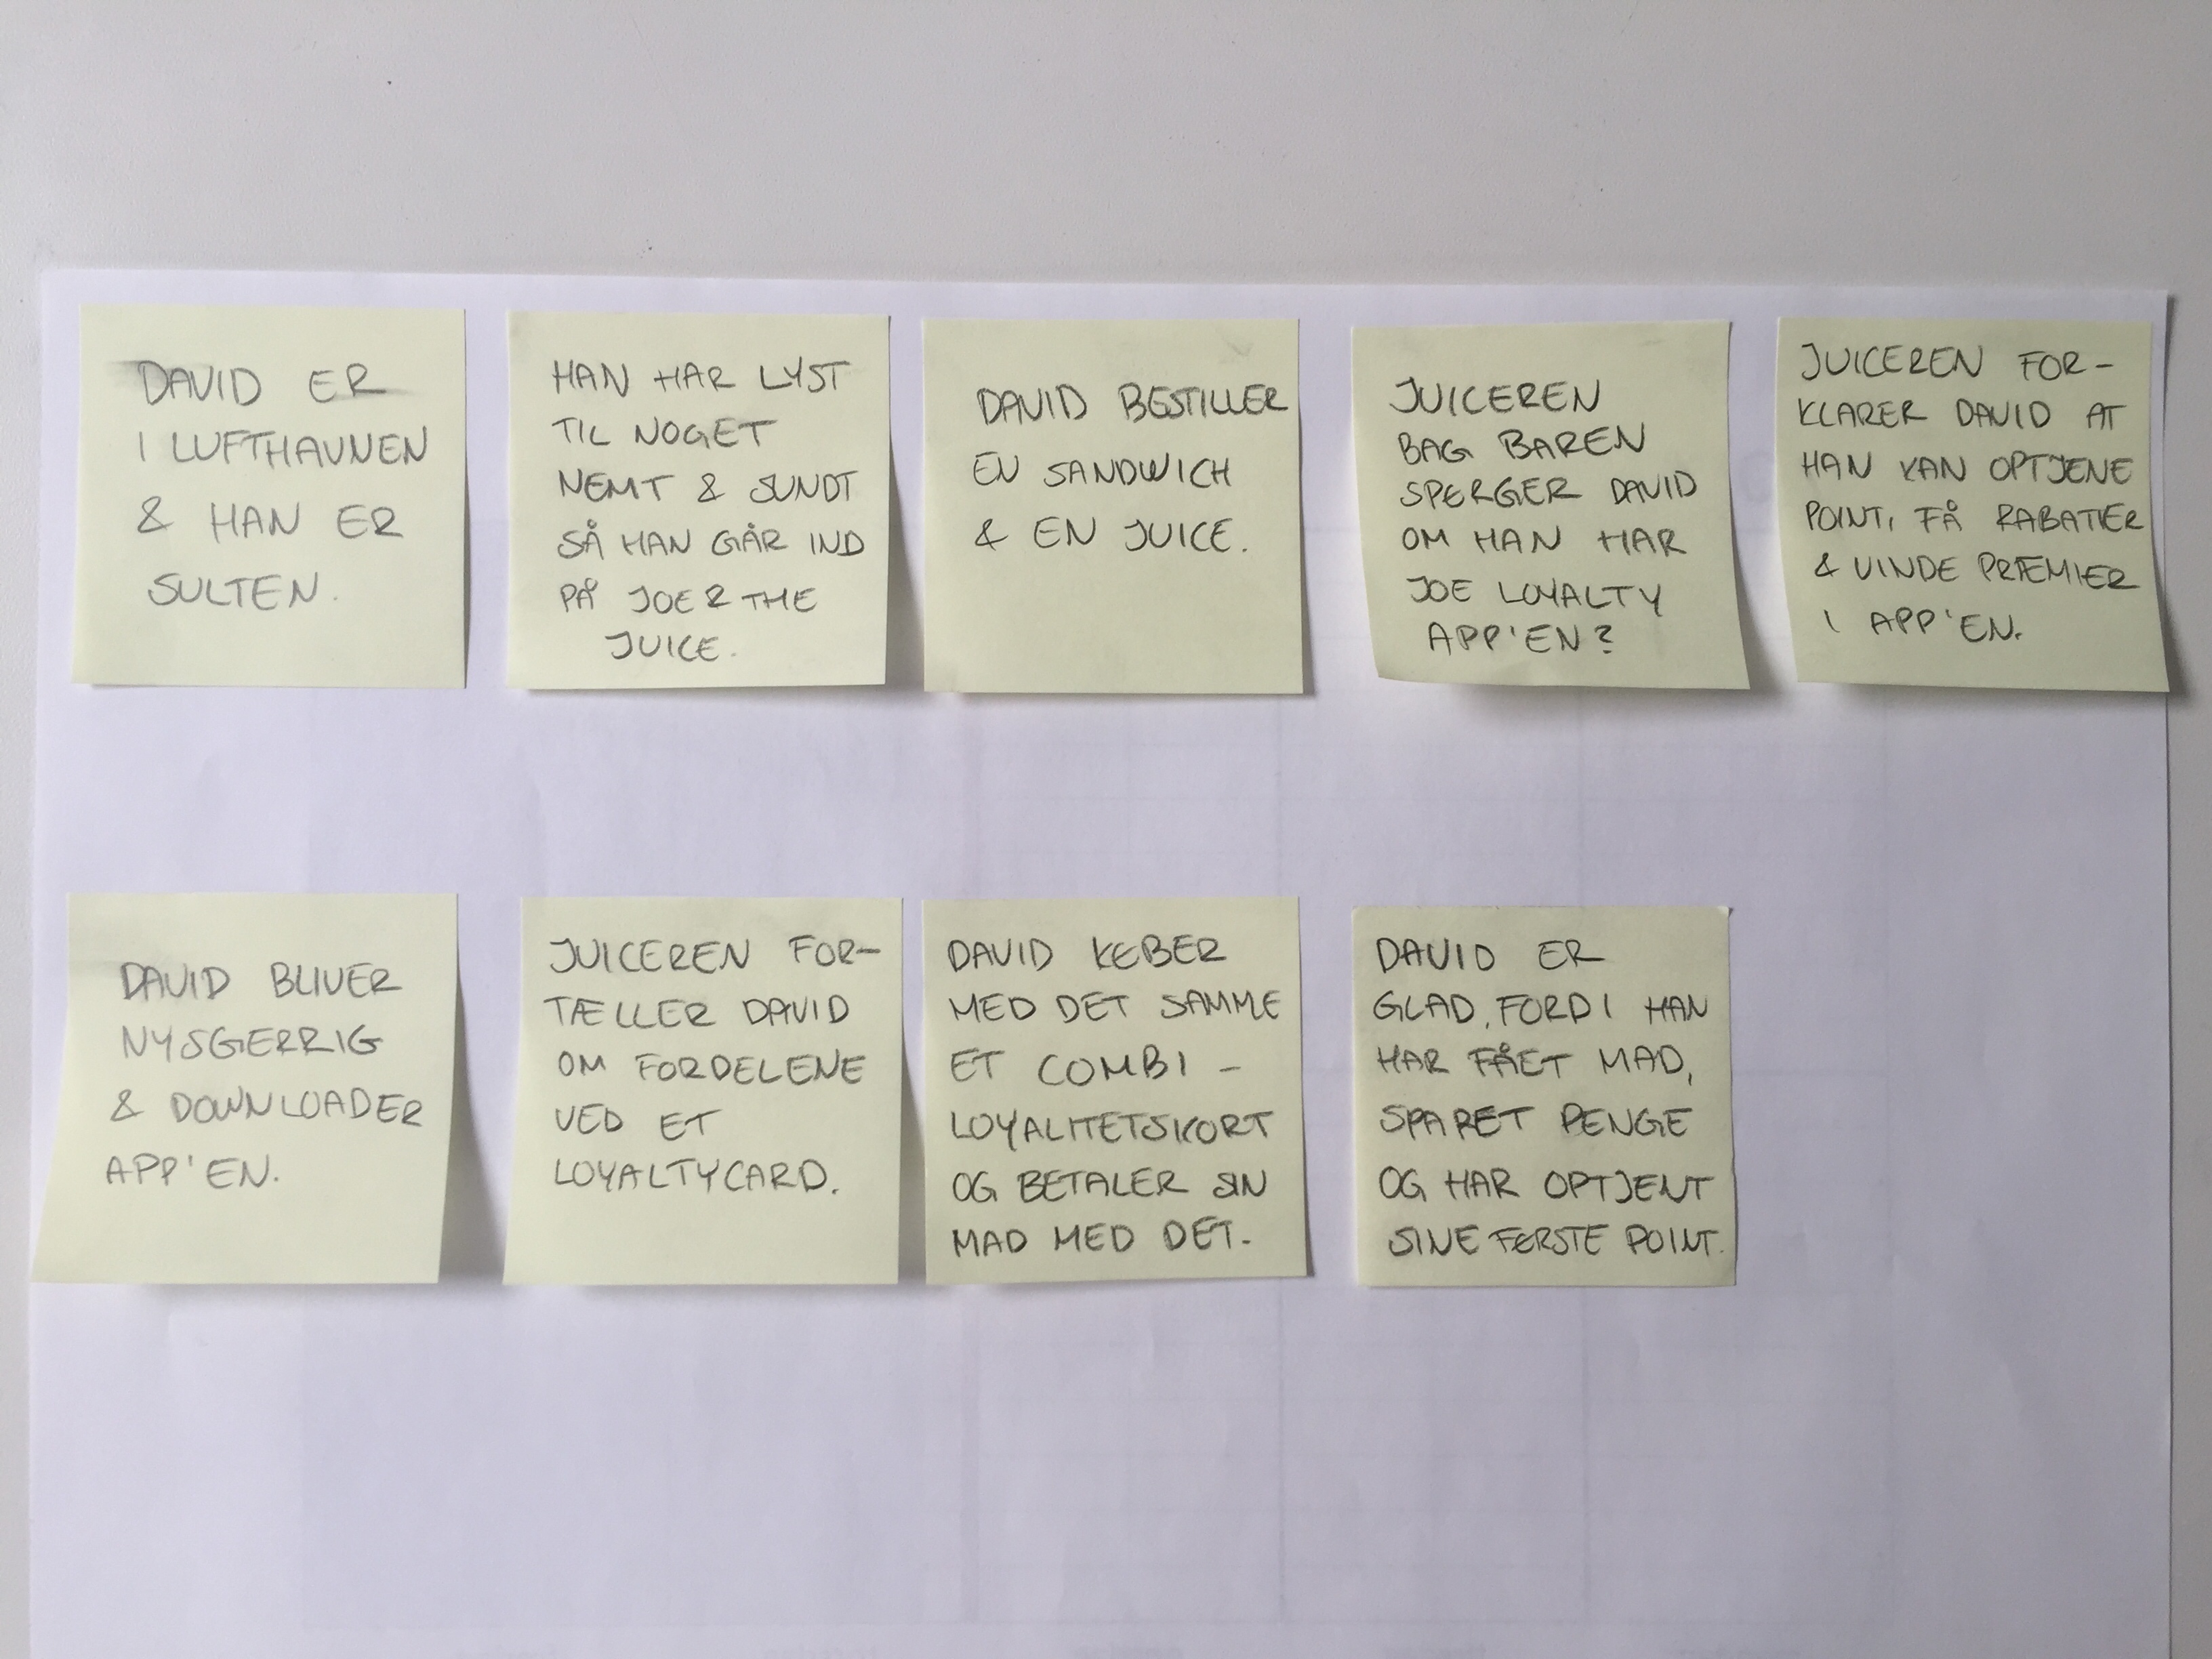 DAVID ER
I LUFTHAVNEN
& HAN ER
SULTEN.
HAN HAR LYST
TIL NOGET
NEMT & SUNDT
SÅ HAN GÅR IND
PÅ JOE & THE
JUICE.
DAVID BESTILLER
EN SANDWICH
& EN JUICE.
JUICEREN
BAG BAREN
SPØRGER DAVID
OM HAN HAR
JOE LOYALTY
APP'EN?
JUICEREN FOR-
KLARER DAVID AT
HAN KAN OPTJENE
POINT, FÅ RABATTER
& VINDE PRÆMIER
I APP'EN.
DAVID BLIVER
NYSGERRIG
& DOWNLOADER
APP'EN.
JUICEREN FOR-
TÆLLER DAVID
OM FORDELENE
VED ET
LOYALTYCARD.
DAVID KØBER
MED DET SAMME
ET COMBI-
LOYALITETSKORT
OG BETALER SIN
MAD MED DET.
DAVID ER
GLAD, FORDI HAN
HAR FÅET MAD,
SPARET PENGE
OG HAR OPTJENT
SINE FØRSTE POINT.